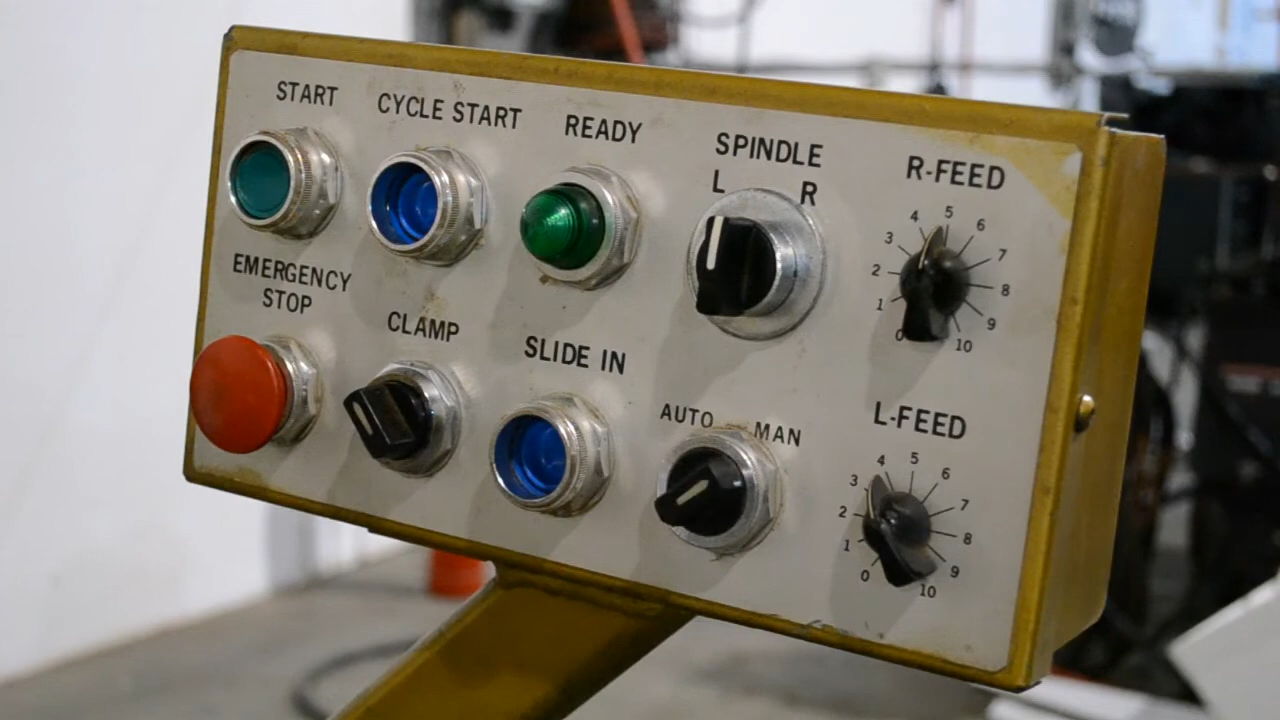 START
CYCLE START
READY
SPINDLE
L R
R-FEED
0 1 2 3 4 5 6 7 8 9 10
EMERGENCY
STOP
CLAMP
SLIDE IN
AUTO MAN
L-FEED
0 1 2 3 4 5 6 7 8 9 10